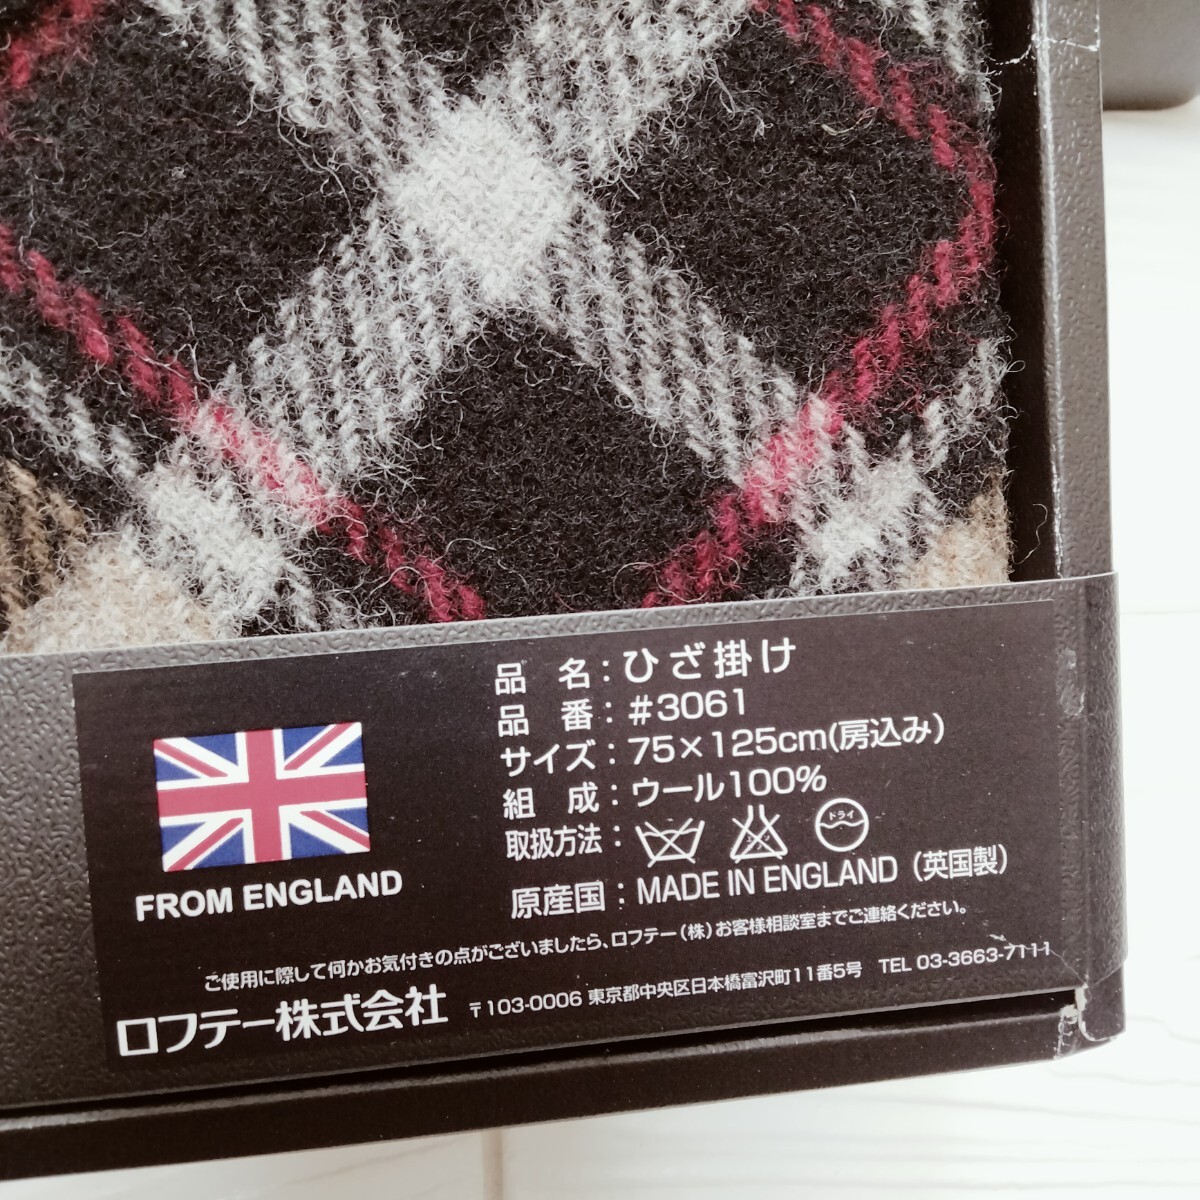 品　名：ひざ掛け
品　番：#3061
サイズ：75×125cm(房込み)
組　成：ウール100%
取扱方法：
ドライ
原産国：MADE IN ENGLAND（英国製）
FROM ENGLAND
ご使用に際して何かお気付きの点がございましたら、ロフテー（株）お客様相談室までご連絡ください。
ロフテー株式会社 〒103-0006 東京都中央区日本橋富沢町11番5号 TEL 03-3663-7111